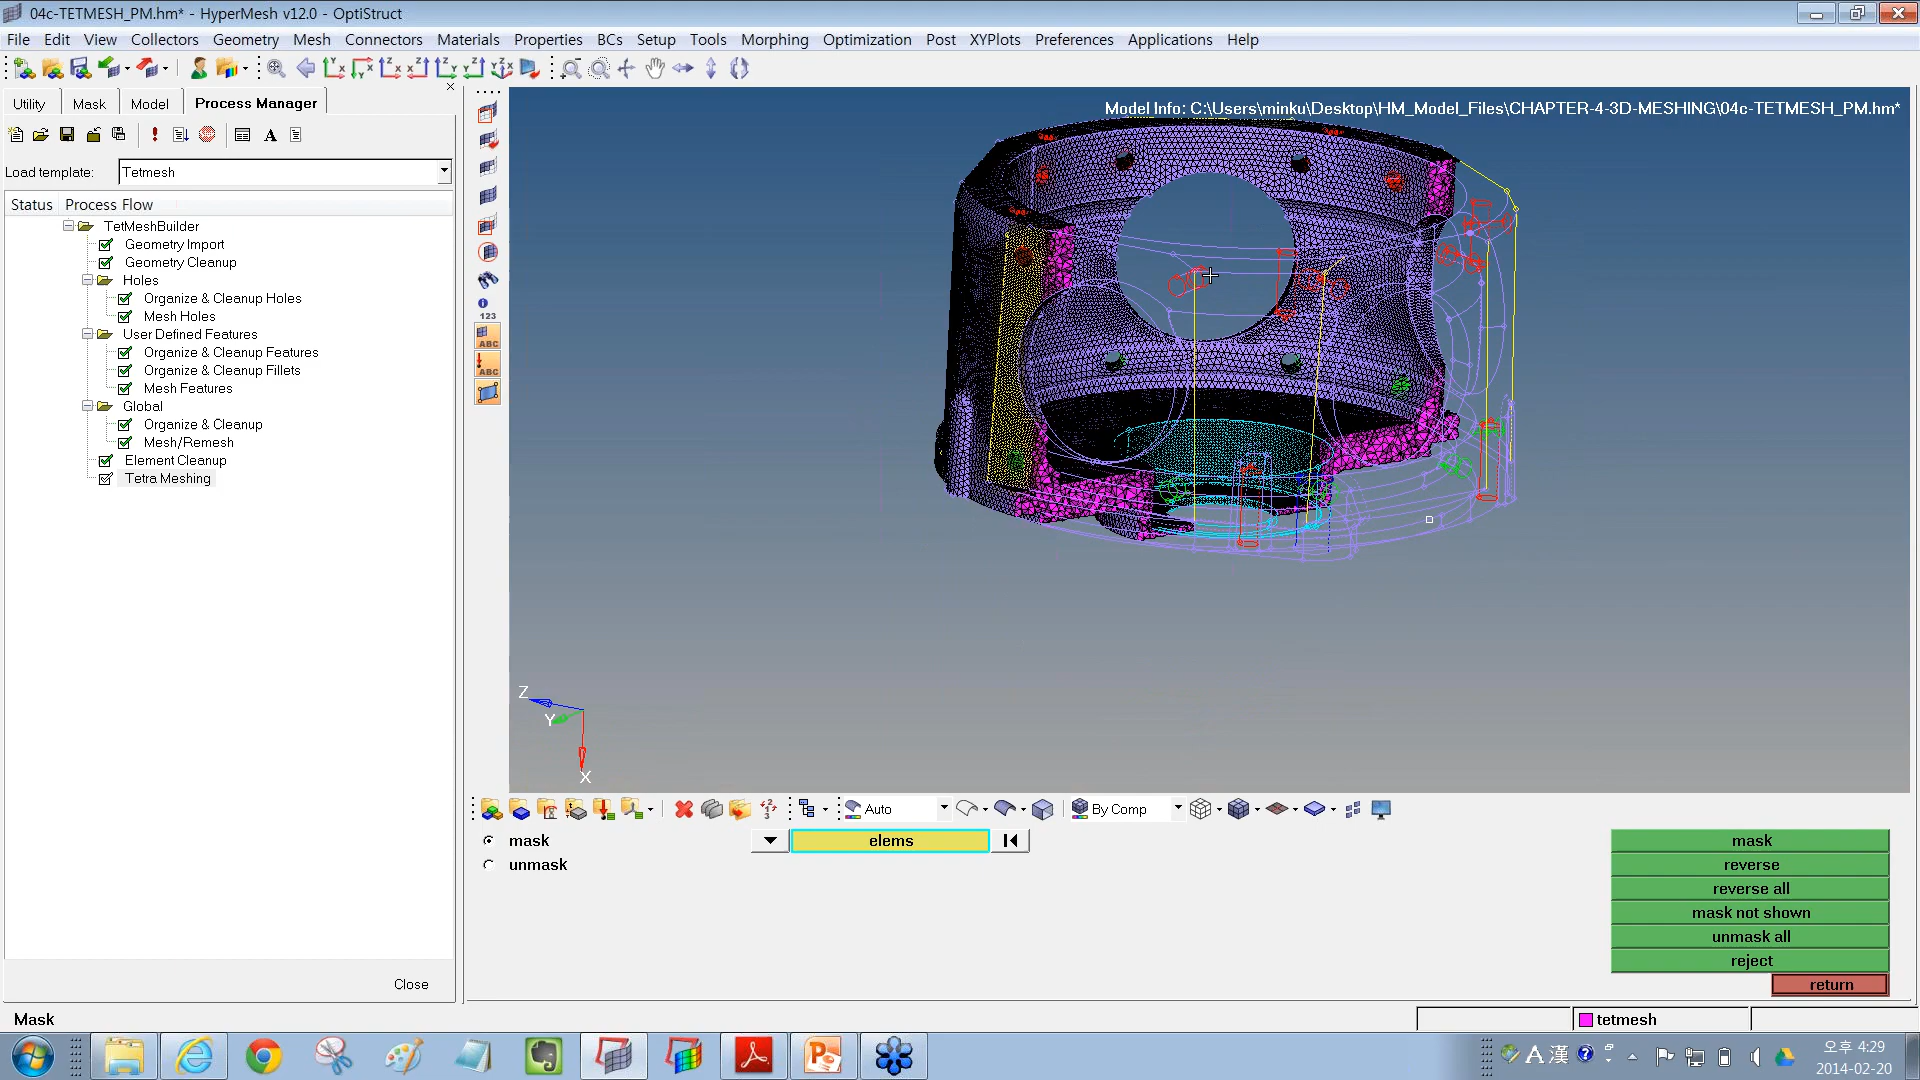 04c-TETMESH_PM.hm* - HyperMesh v12.0 - OptiStruct
File Edit View Collectors Geometry Mesh Connectors Materials Properties BCs Setup Tools Morphing Optimization Post XYPlots Preferences Applications Help
Utility Mask Model Process Manager
Model Info: C:\Users\minku\Desktop\HM_Model_Files\CHAPTER-4-3D-MESHING\04c-TETMESH_PM.hm*
Load template: Tetmesh
Status Process Flow
TetMeshBuilder
Geometry Import
Geometry Cleanup
Holes
Organize & Cleanup Holes
Mesh Holes
User Defined Features
Organize & Cleanup Features
Organize & Cleanup Fillets
Mesh Features
Global
Organize & Cleanup
Mesh/Remesh
Element Cleanup
Tetra Meshing
123
ABC
ABC
Z
Y
X
Auto
By Comp
mask
elems
unmask
mask
reverse
reverse all
mask not shown
unmask all
reject
return
Close
Mask
tetmesh
A 漢
오후 4:29
2014-02-20